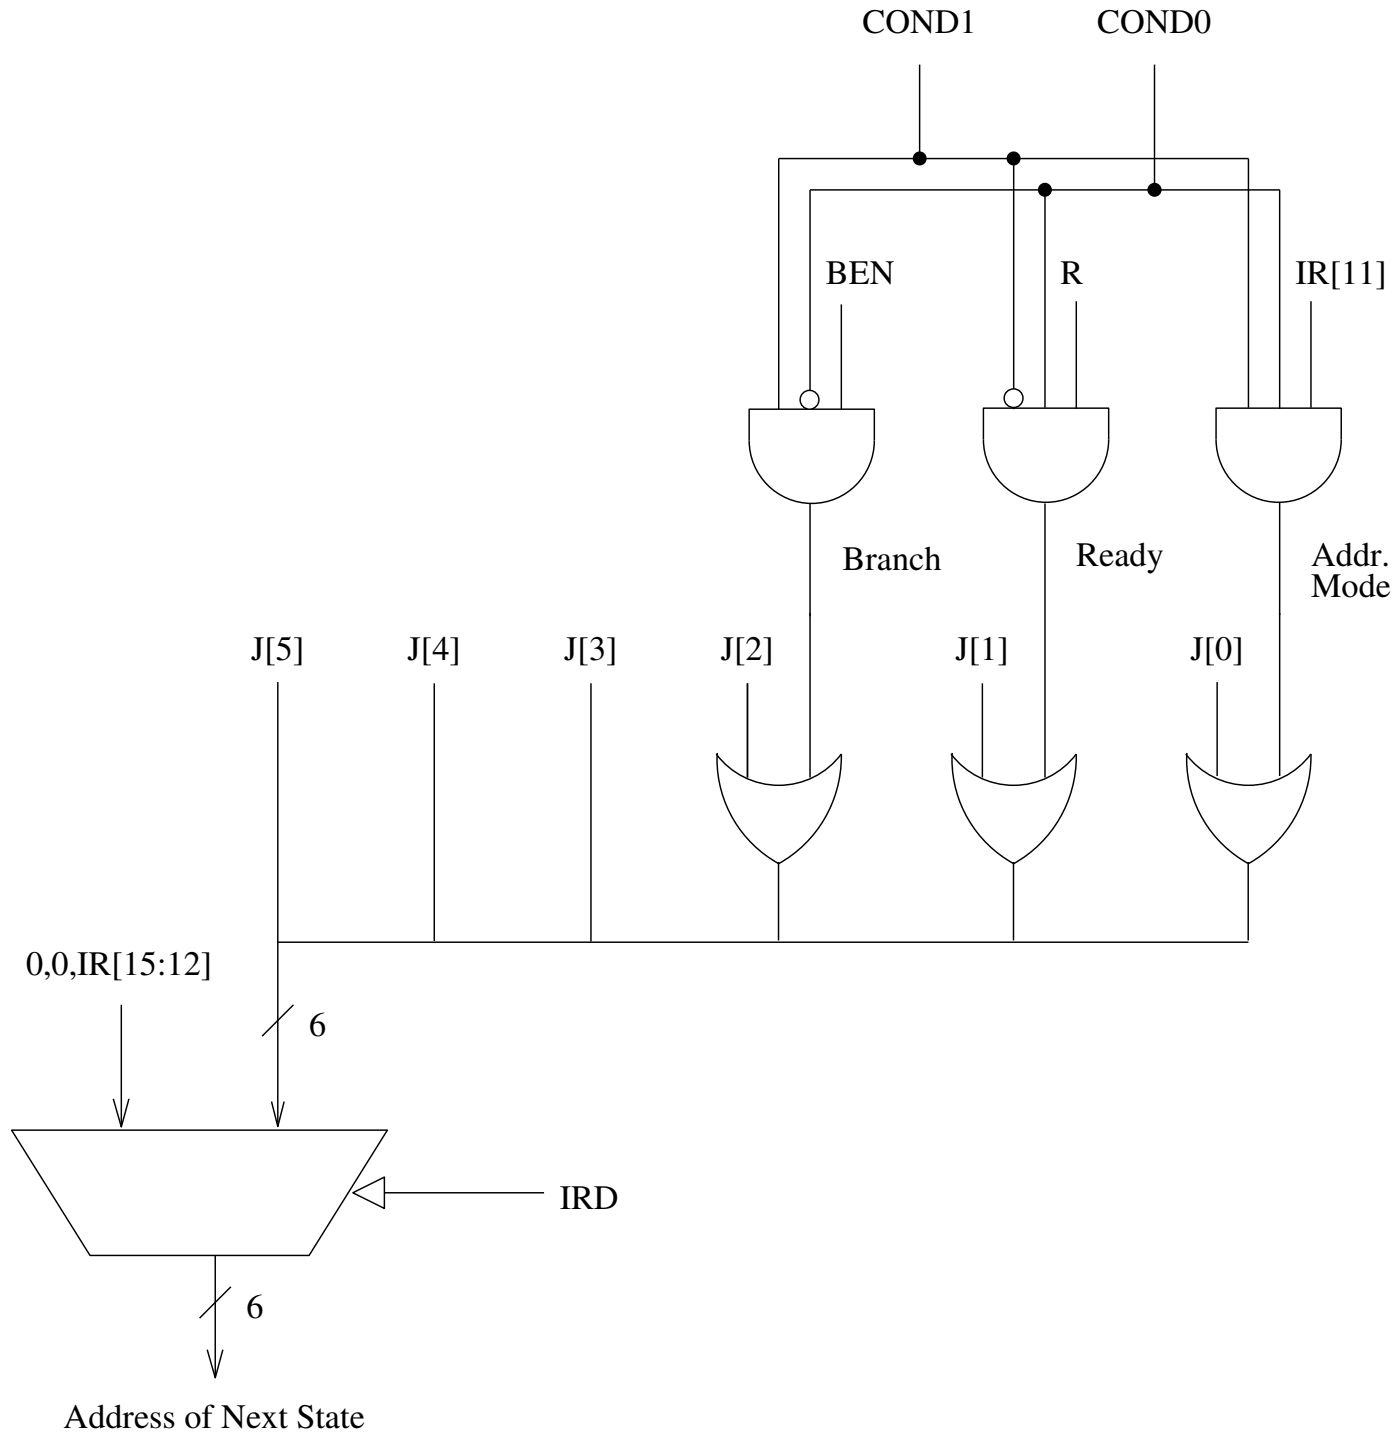 COND1
COND0
BEN
R
IR[11]
Branch
Ready
Addr.
Mode
J[5]
J[4]
J[3]
J[2]
J[1]
J[0]
0,0,IR[15:12]
6
IRD
6
Address of Next State